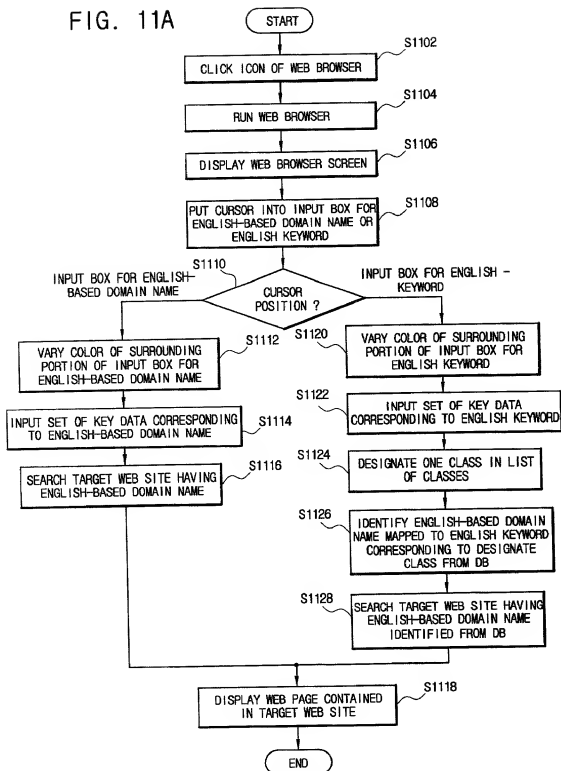 FIG. 11A
START
S1102
CLICK ICON OF WEB BROWSER
S1104
RUN WEB BROWSER
S1106
DISPLAY WEB BROWSER SCREEN
S1108
PUT CURSOR INTO INPUT BOX FOR
ENGLISH-BASED DOMAIN NAME OR
ENGLISH KEYWORD
S1110
INPUT BOX FOR ENGLISH-
BASED DOMAIN NAME
CURSOR
POSITION ?
INPUT BOX FOR ENGLISH -
KEYWORD
S1112
VARY COLOR OF SURROUNDING
PORTION OF INPUT BOX FOR
ENGLISH-BASED DOMAIN NAME
S1114
INPUT SET OF KEY DATA CORRESPONDING
TO ENGLISH-BASED DOMAIN NAME
S1116
SEARCH TARGET WEB SITE HAVING
ENGLISH-BASED DOMAIN NAME
S1120
VARY COLOR OF SURROUNDING
PORTION OF INPUT BOX FOR
ENGLISH KEYWORD
S1122
INPUT SET OF KEY DATA
CORRESPONDING TO ENGLISH KEYWORD
S1124
DESIGNATE ONE CLASS IN LIST
OF CLASSES
S1126
IDENTIFY ENGLISH-BASED DOMAIN
NAME MAPPED TO ENGLISH KEYWORD
CORRESPONDING TO DESIGNATE
CLASS FROM DB
S1128
SEARCH TARGET WEB SITE HAVING
ENGLISH-BASED DOMAIN NAME
IDENTIFIED FROM DB
S1118
DISPLAY WEB PAGE CONTAINED
IN TARGET WEB SITE
END